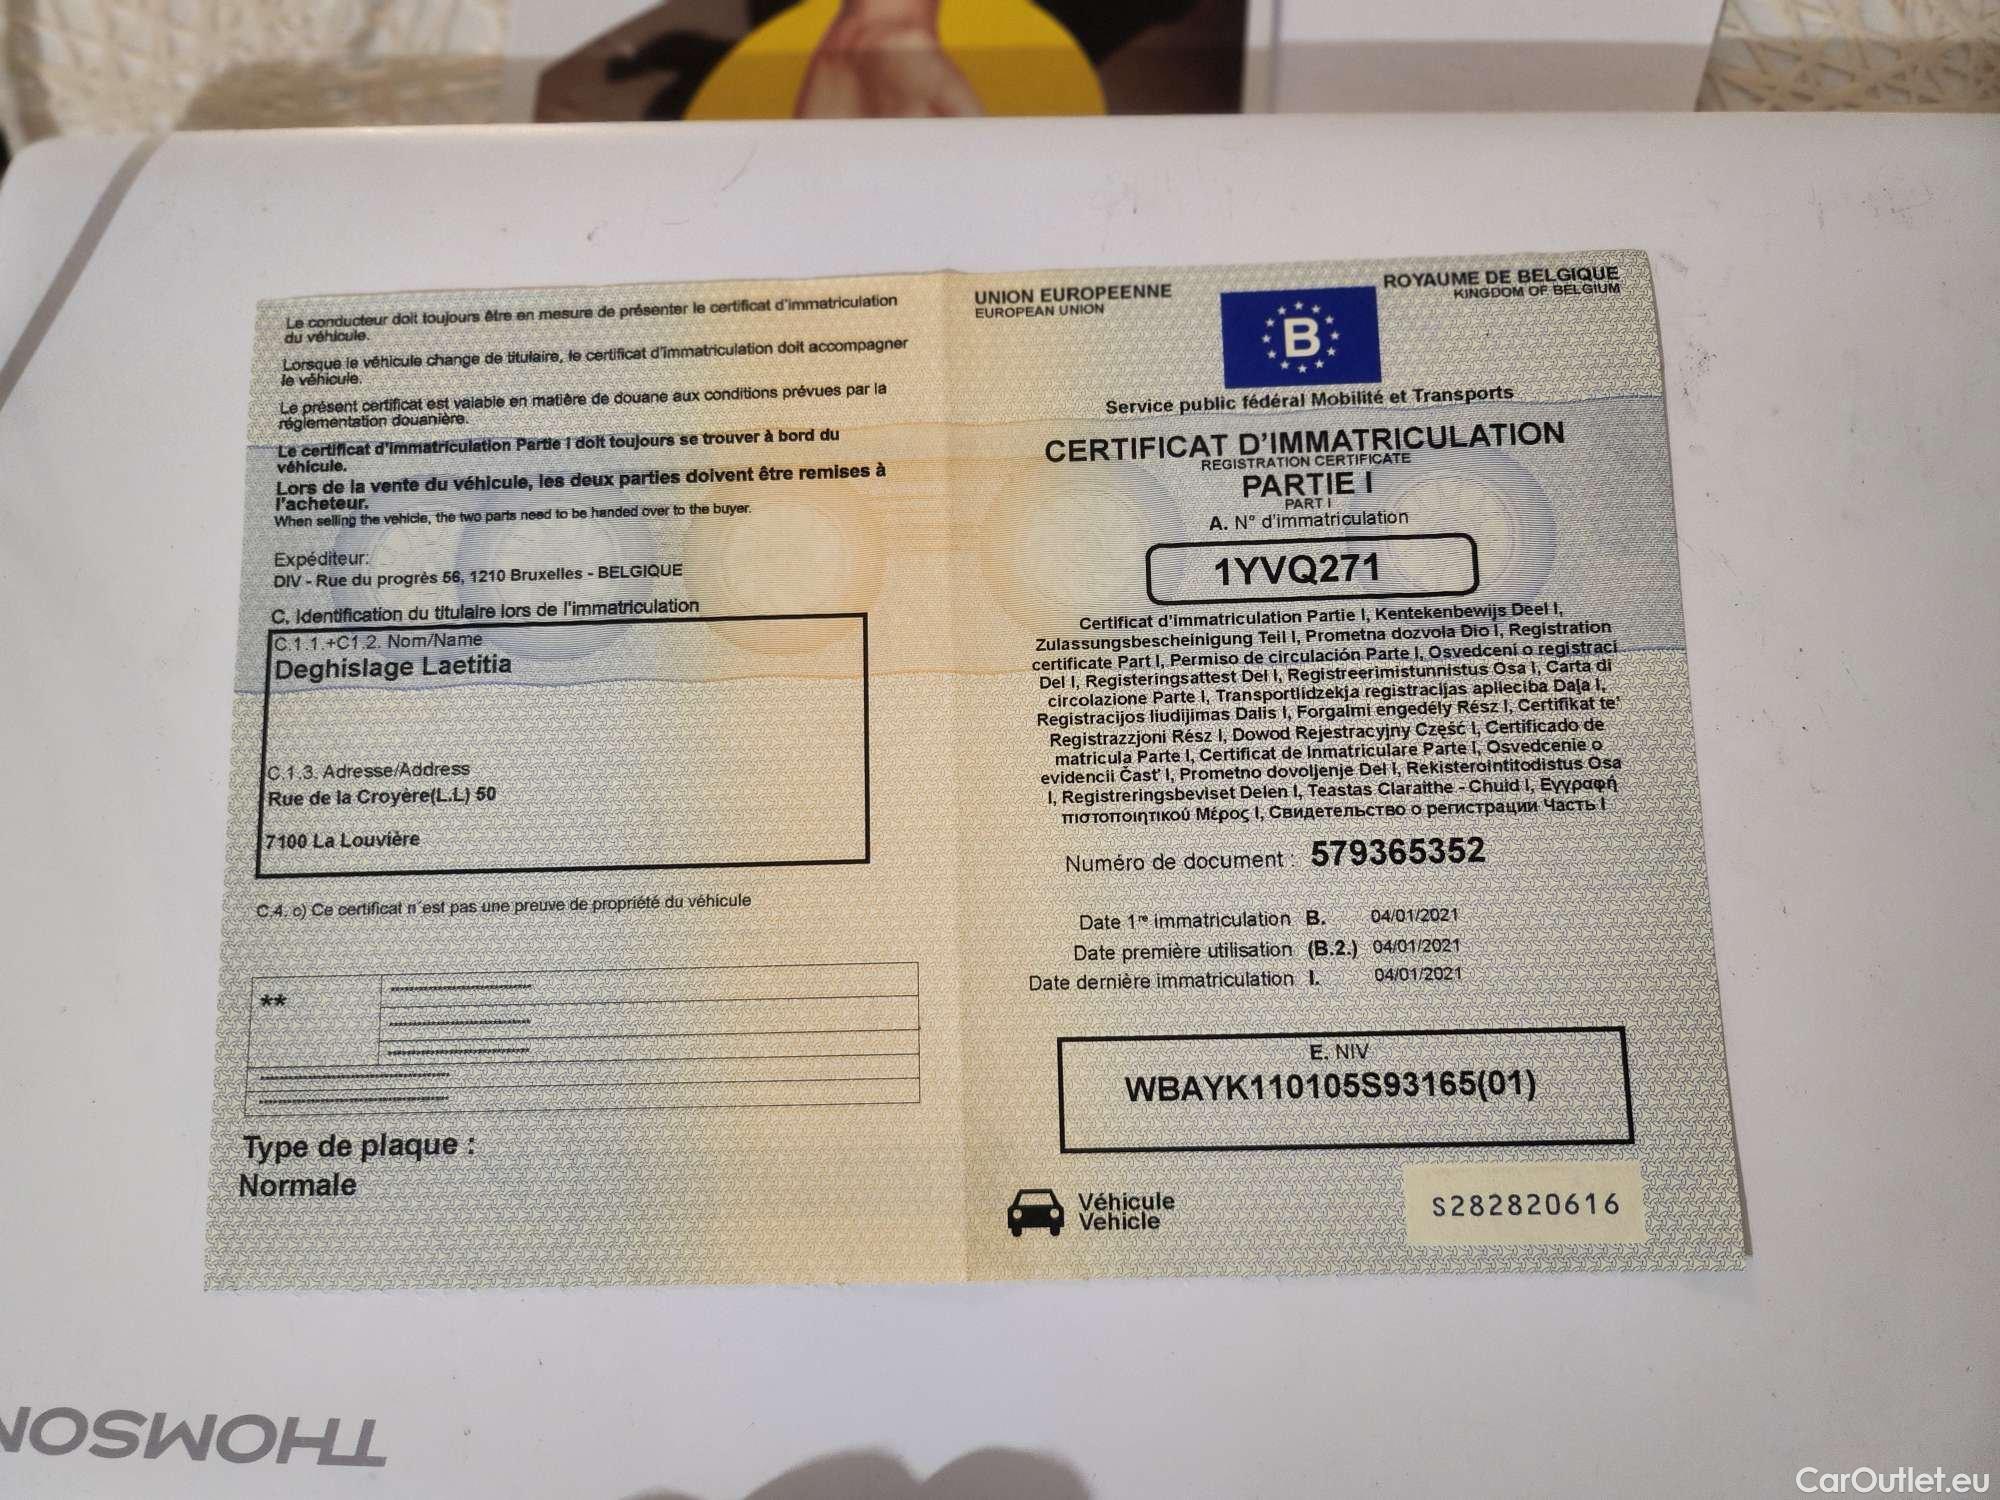 Le conducteur doit toujours être en mesure de présenter le certificat d'immatriculation
du véhicule.
Lorsque le véhicule change de titulaire, le certificat d'immatriculation doit accompagner
le véhicule.
Le présent certificat est valable en matière de douane aux conditions prévues par la
réglementation douanière.
Le certificat d'immatriculation Partie I doit toujours se trouver à bord du
véhicule.
Lors de la vente du véhicule, les deux parties doivent être remises à
l'acheteur.
When selling the vehicle, the two parts need to be handed over to the buyer.
Expéditeur:
DIV - Rue du progrès 56, 1210 Bruxelles - BELGIQUE
C. Identification du titulaire lors de l'immatriculation
C.1.1.+C1.2. Nom/Name
Deghislage Laetitia
C.1.3. Adresse/Address
Rue de la Croyère(L.L) 50
7100 La Louvière
C.4. c) Ce certificat n´est pas une preuve de propriété du véhicule
**
Type de plaque :
Normale
UNION EUROPEENNE
EUROPEAN UNION
B
ROYAUME DE BELGIQUE
KINGDOM OF BELGIUM
Service public fédéral Mobilité et Transports
CERTIFICAT D'IMMATRICULATION
REGISTRATION CERTIFICATE
PARTIE I
PART I
A. N° d'immatriculation
1YVQ271
Certificat d'immatriculation Partie I, Kentekenbewijs Deel I,
Zulassungsbescheinigung Teil I, Prometna dozvola Dio I, Registration
certificate Part I, Permiso de circulación Parte I, Osvedceni o registraci
Del I, Registeringsattest Del I, Registreerimistunnistus Osa I, Carta di
circolazione Parte I, Transportlidzekja registracijas aplieciba Daļa I,
Registracijos liudijimas Dalis I, Forgalmi engedély Rész I, Certifikat te'
Registrazzjoni Rész I, Dowod Rejestracyjny Część I, Certificado de
matricula Parte I, Certificat de Inmatriculare Parte I, Osvedcenie o
evidencii Časť I, Prometno dovoljenje Del I, Rekisterointitodistus Osa
I, Registreringsbeviset Delen I, Teastas Claraithe - Chuid I, Εγγραφή
πιστοποιητικού Μέρος I, Свидетельство о регистрации Часть I
Numéro de document : 579365352
Date 1re immatriculation B. 04/01/2021
Date première utilisation (B.2.) 04/01/2021
Date dernière immatriculation I. 04/01/2021
E. NIV
WBAYK110105S93165(01)
Véhicule
Vehicle
S282820616
THOMSON
CarOutlet.eu